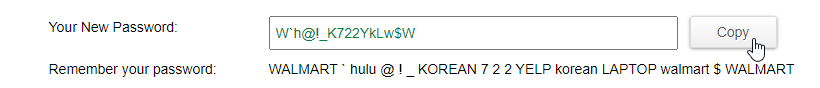 Your New Password: W`h@!_K722YkLw$W Copy
Remember your password: WALMART ` hulu @ ! _ KOREAN 7 2 2 YELP korean LAPTOP walmart $ WALMART